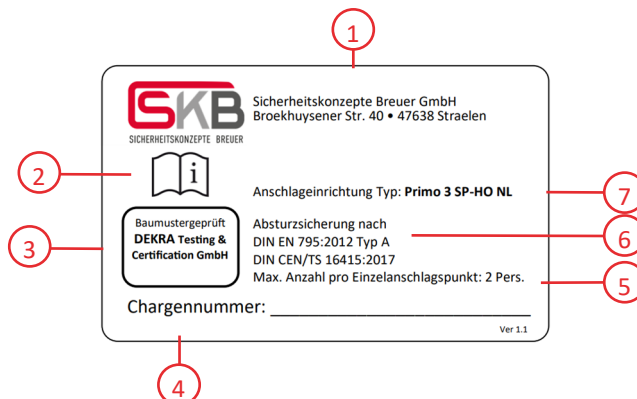 1
SKB
SICHERHEITSKONZEPTE BREUER
Sicherheitskonzepte Breuer GmbH
Broekhuysener Str. 40 • 47638 Straelen
2
i
Anschlageinrichtung Typ: Primo 3 SP-HO NL
7
3
Baumustergeprüft
DEKRA Testing &
Certification GmbH
Absturzsicherung nach
DIN EN 795:2012 Typ A
DIN CEN/TS 16415:2017
Max. Anzahl pro Einzelanschlagspunkt: 2 Pers.
6
5
Chargennummer: ___________________________
Ver 1.1
4